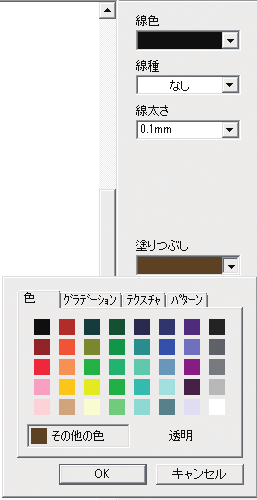 線色
線種
なし
線太さ
0.1mm
塗りつぶし
色
グラデーション
テクスチャ
パターン
その他の色
透明
OK
キャンセル